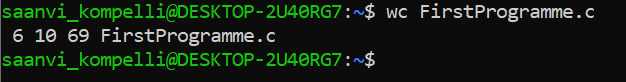 saanvi_kompelli@DESKTOP-2U40RG7:~$ wc FirstProgramme.c
 6 10 69 FirstProgramme.c
saanvi_kompelli@DESKTOP-2U40RG7:~$